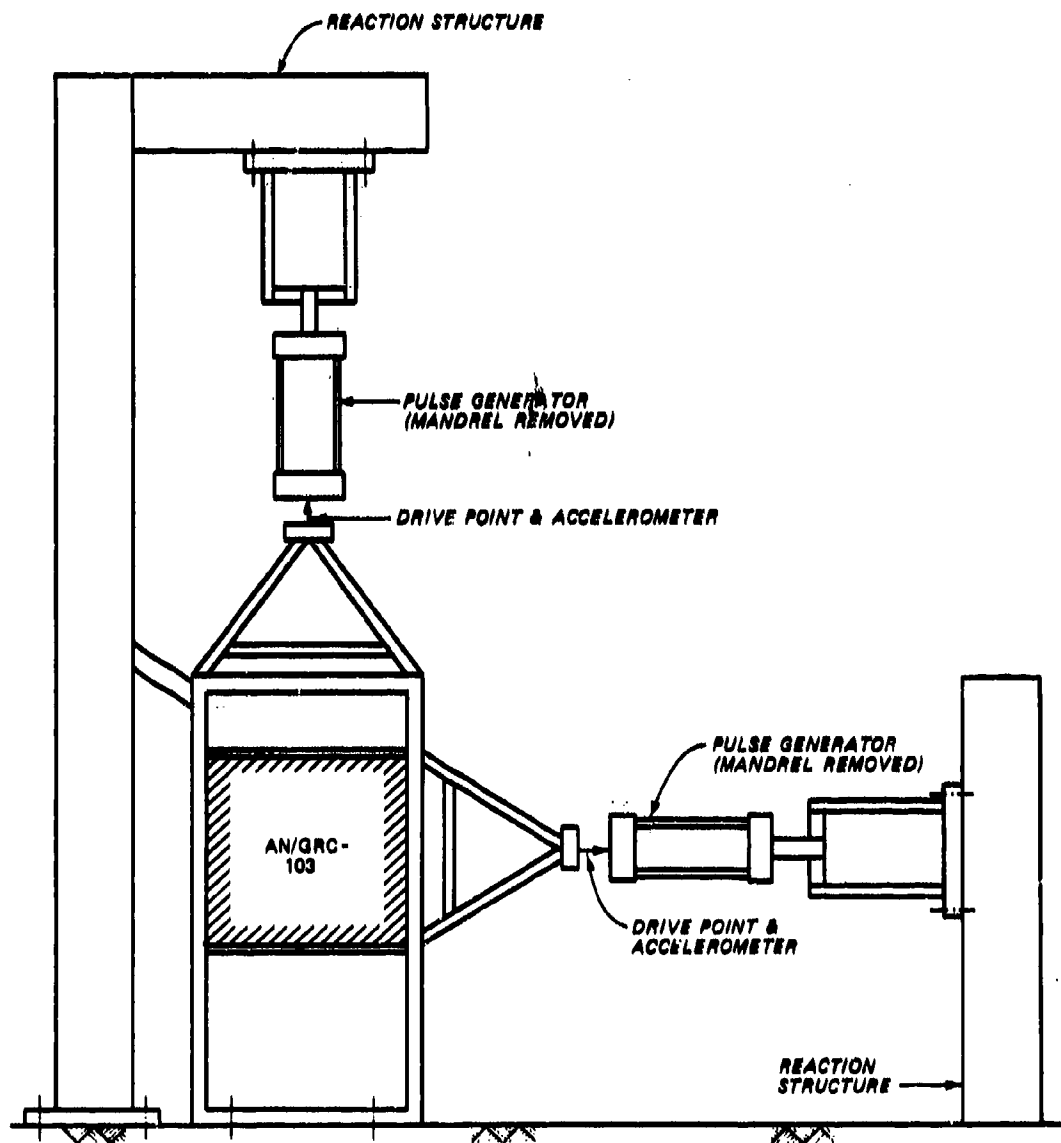 REACTION STRUCTURE
PULSE GENERATOR
(MANDREL REMOVED)
DRIVE POINT & ACCELEROMETER
PULSE GENERATOR
(MANDREL REMOVED)
AN/GRC-
103
DRIVE POINT &
ACCELEROMETER
REACTION
STRUCTURE